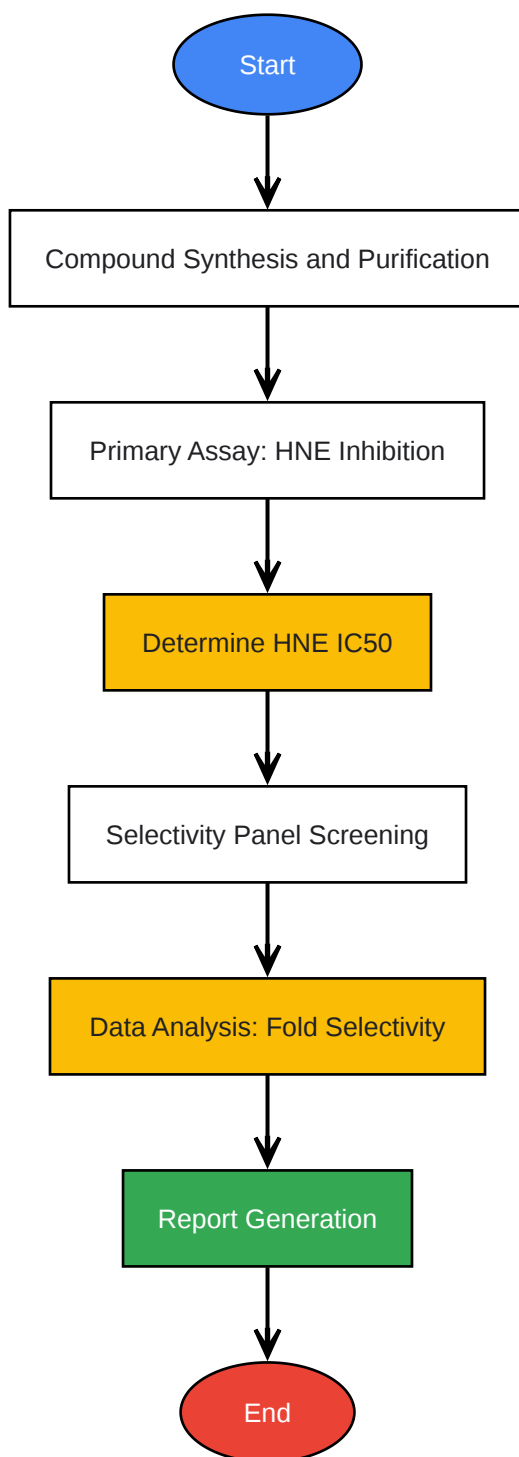 Start
Compound Synthesis and Purification
Primary Assay: HNE Inhibition
Determine HNE IC50
Selectivity Panel Screening
Data Analysis: Fold Selectivity
Report Generation
End